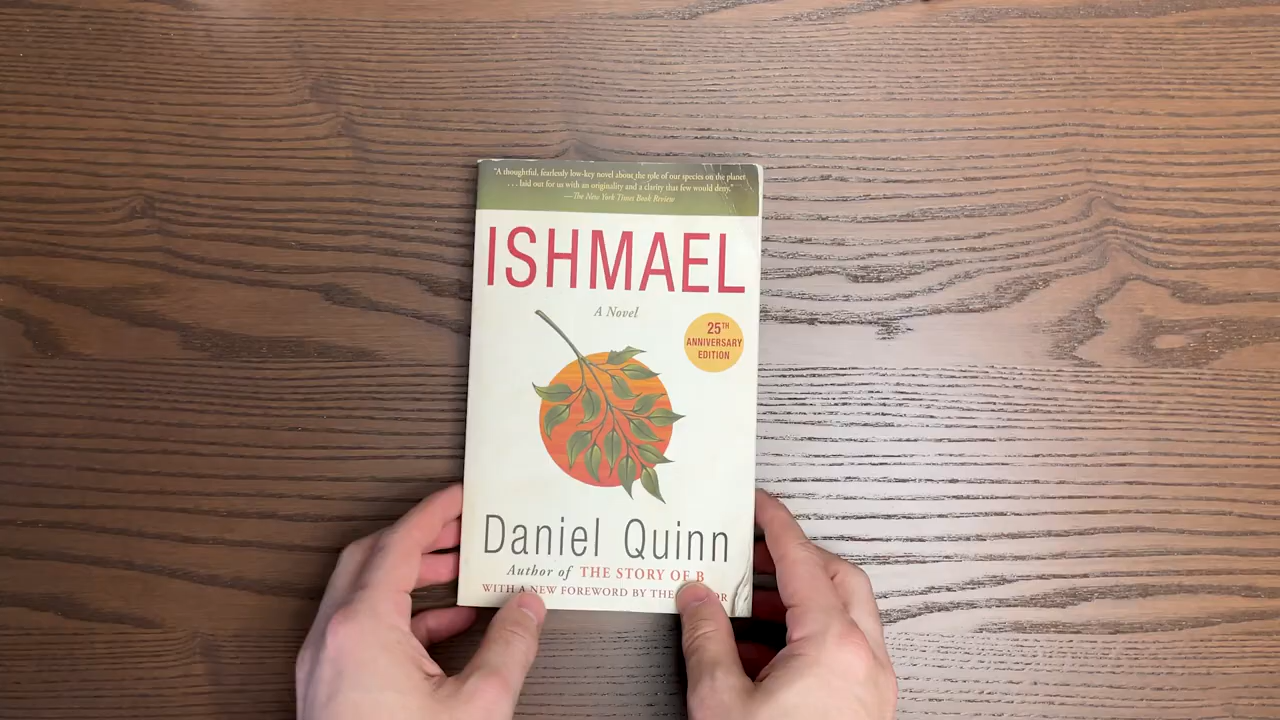 "A thoughtful, fearlessly low-key novel about the role of our species on the planet
. . . laid out for us with an originality and a clarity that few would deny."
—The New York Times Book Review
ISHMAEL
A Novel
25TH
ANNIVERSARY
EDITION
Daniel Quinn
Author of THE STORY OF B
WITH A NEW FOREWORD BY THE